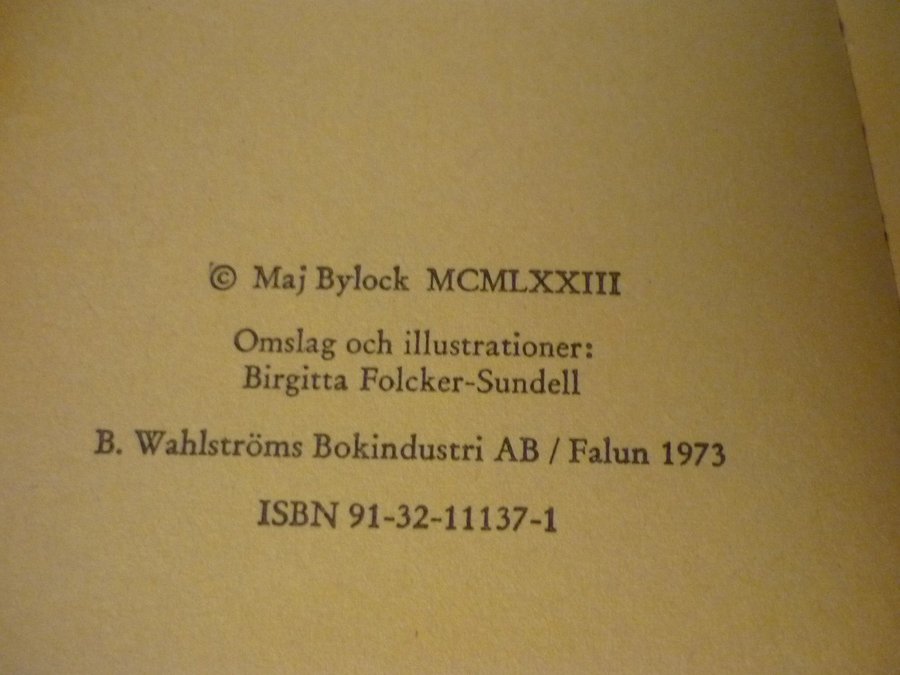 © Maj Bylock MCMLXXIII
Omslag och illustrationer:
Birgitta Folcker-Sundell
B. Wahlströms Bokindustri AB / Falun 1973
ISBN 91-32-11137-1